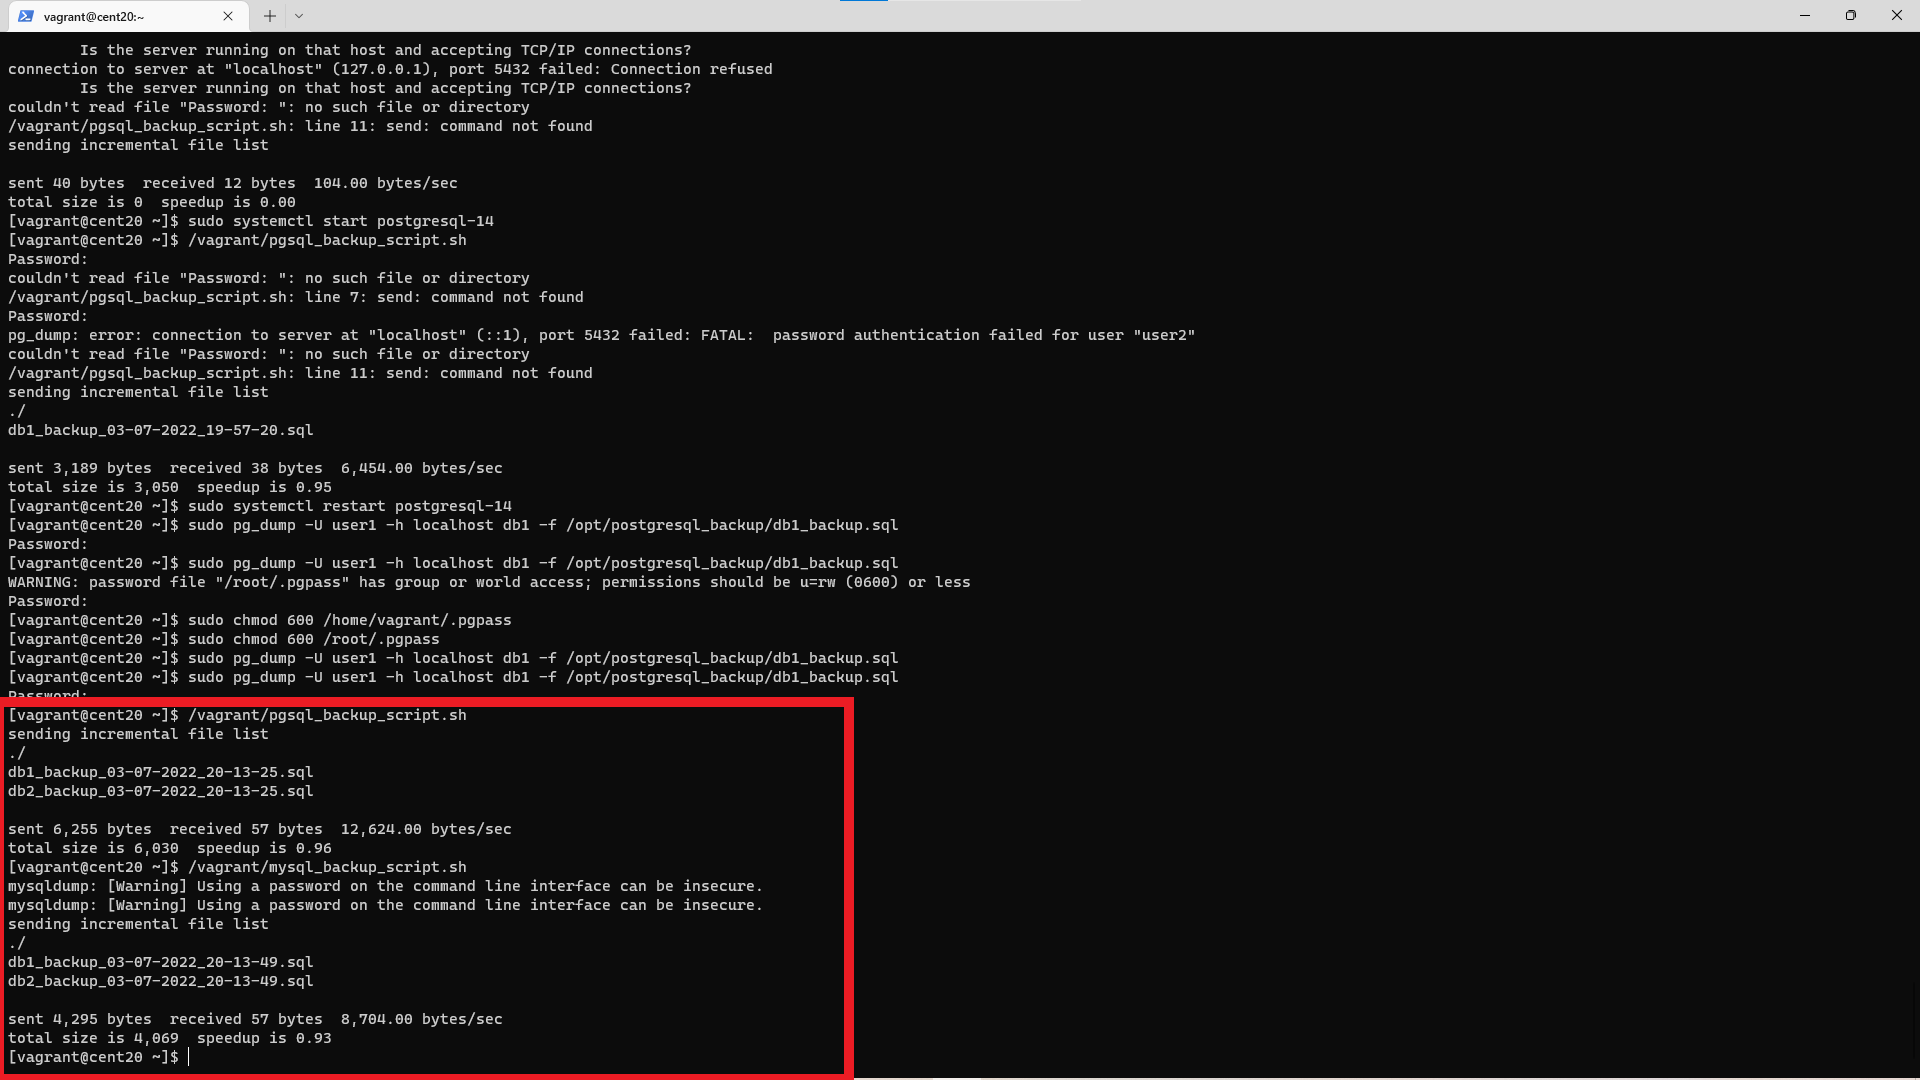 vagrant@cent20:~
        Is the server running on that host and accepting TCP/IP connections?
connection to server at "localhost" (127.0.0.1), port 5432 failed: Connection refused
        Is the server running on that host and accepting TCP/IP connections?
couldn't read file "Password: ": no such file or directory
/vagrant/pgsql_backup_script.sh: line 11: send: command not found
sending incremental file list

sent 40 bytes  received 12 bytes  104.00 bytes/sec
total size is 0  speedup is 0.00
[vagrant@cent20 ~]$ sudo systemctl start postgresql-14
[vagrant@cent20 ~]$ /vagrant/pgsql_backup_script.sh
Password:
couldn't read file "Password: ": no such file or directory
/vagrant/pgsql_backup_script.sh: line 7: send: command not found
Password:
pg_dump: error: connection to server at "localhost" (::1), port 5432 failed: FATAL:  password authentication failed for user "user2"
couldn't read file "Password: ": no such file or directory
/vagrant/pgsql_backup_script.sh: line 11: send: command not found
sending incremental file list
./
db1_backup_03-07-2022_19-57-20.sql

sent 3,189 bytes  received 38 bytes  6,454.00 bytes/sec
total size is 3,050  speedup is 0.95
[vagrant@cent20 ~]$ sudo systemctl restart postgresql-14
[vagrant@cent20 ~]$ sudo pg_dump -U user1 -h localhost db1 -f /opt/postgresql_backup/db1_backup.sql
Password:
[vagrant@cent20 ~]$ sudo pg_dump -U user1 -h localhost db1 -f /opt/postgresql_backup/db1_backup.sql
WARNING: password file "/root/.pgpass" has group or world access; permissions should be u=rw (0600) or less
Password:
[vagrant@cent20 ~]$ sudo chmod 600 /home/vagrant/.pgpass
[vagrant@cent20 ~]$ sudo chmod 600 /root/.pgpass
[vagrant@cent20 ~]$ sudo pg_dump -U user1 -h localhost db1 -f /opt/postgresql_backup/db1_backup.sql
[vagrant@cent20 ~]$ sudo pg_dump -U user1 -h localhost db1 -f /opt/postgresql_backup/db1_backup.sql
Password:
[vagrant@cent20 ~]$ /vagrant/pgsql_backup_script.sh
sending incremental file list
./
db1_backup_03-07-2022_20-13-25.sql
db2_backup_03-07-2022_20-13-25.sql

sent 6,255 bytes  received 57 bytes  12,624.00 bytes/sec
total size is 6,030  speedup is 0.96
[vagrant@cent20 ~]$ /vagrant/mysql_backup_script.sh
mysqldump: [Warning] Using a password on the command line interface can be insecure.
mysqldump: [Warning] Using a password on the command line interface can be insecure.
sending incremental file list
./
db1_backup_03-07-2022_20-13-49.sql
db2_backup_03-07-2022_20-13-49.sql

sent 4,295 bytes  received 57 bytes  8,704.00 bytes/sec
total size is 4,069  speedup is 0.93
[vagrant@cent20 ~]$